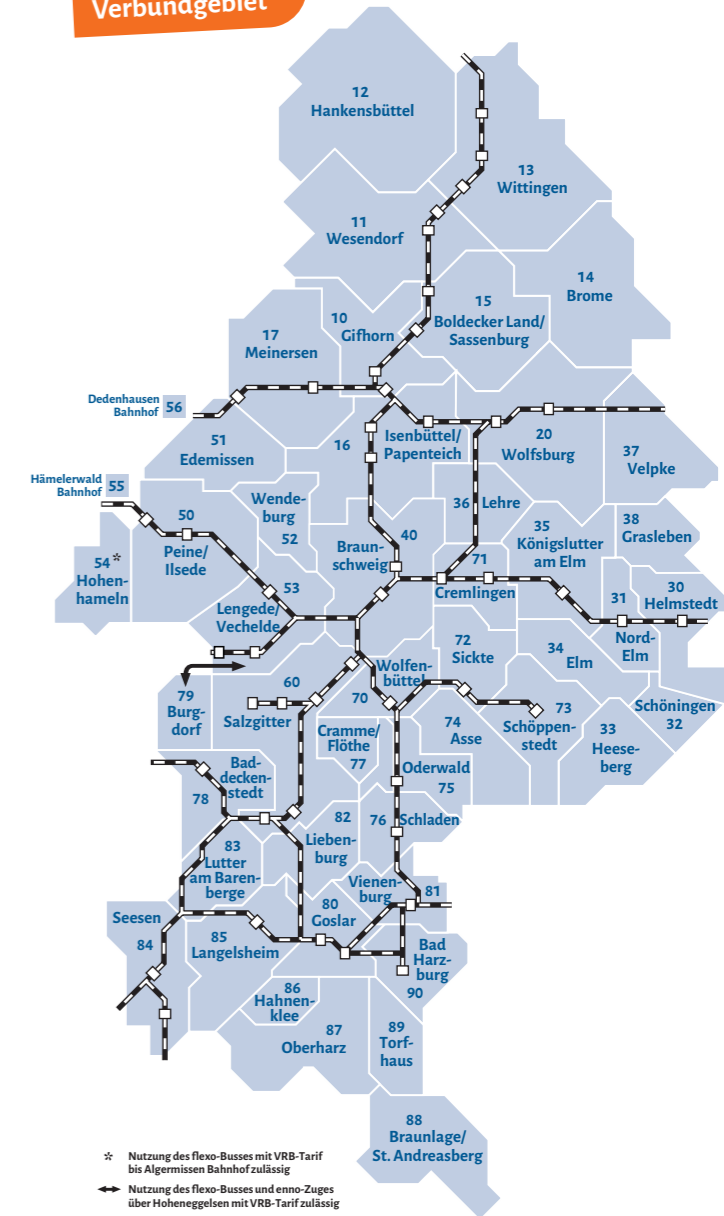 Verbundgebiet
12
Hankensbüttel
13
Wittingen
11
Wesendorf
14
Brome
15
Boldecker Land/
Sassenburg
10
Gifhorn
17
Meinersen
Dedenhausen
Bahnhof
56
51
Edemissen
16
Isenbüttel/
Papenteich
20
Wolfsburg
37
Velpke
Hämelerwald
Bahnhof
55
50
Peine/
Ilsede
Wende-
burg
52
36
Lehre
35
Königslutter
am Elm
38
Grasleben
40
Braun-
schweig
71
Cremlingen
54*
Hohen-
hameln
53
Lengede/
Vechelde
31
Nord-
Elm
30
Helmstedt
72
Sickte
34
Elm
60
Salzgitter
Wolfen-
büttel
70
79
Burg-
dorf
73
Schöppen-
stedt
Schöningen
32
33
Heese-
berg
74
Asse
Cramme/
Flöthe
77
Oderwald
75
Bad-
decken-
stedt
78
82
Lieben-
burg
76
Schladen
83
Lutter
am Baren-
berge
Vienen-
burg
81
80
Goslar
Seesen
84
85
Langelsheim
Bad
Harz-
burg
90
86
Hahnen-
klee
87
Oberharz
89
Torf-
haus
88
Braunlage/
St. Andreasberg
* Nutzung des flexo-Busses mit VRB-Tarif
bis Algermissen Bahnhof zulässig
Nutzung des flexo-Busses und enno-Zuges
über Hoheneggelsen mit VRB-Tarif zulässig